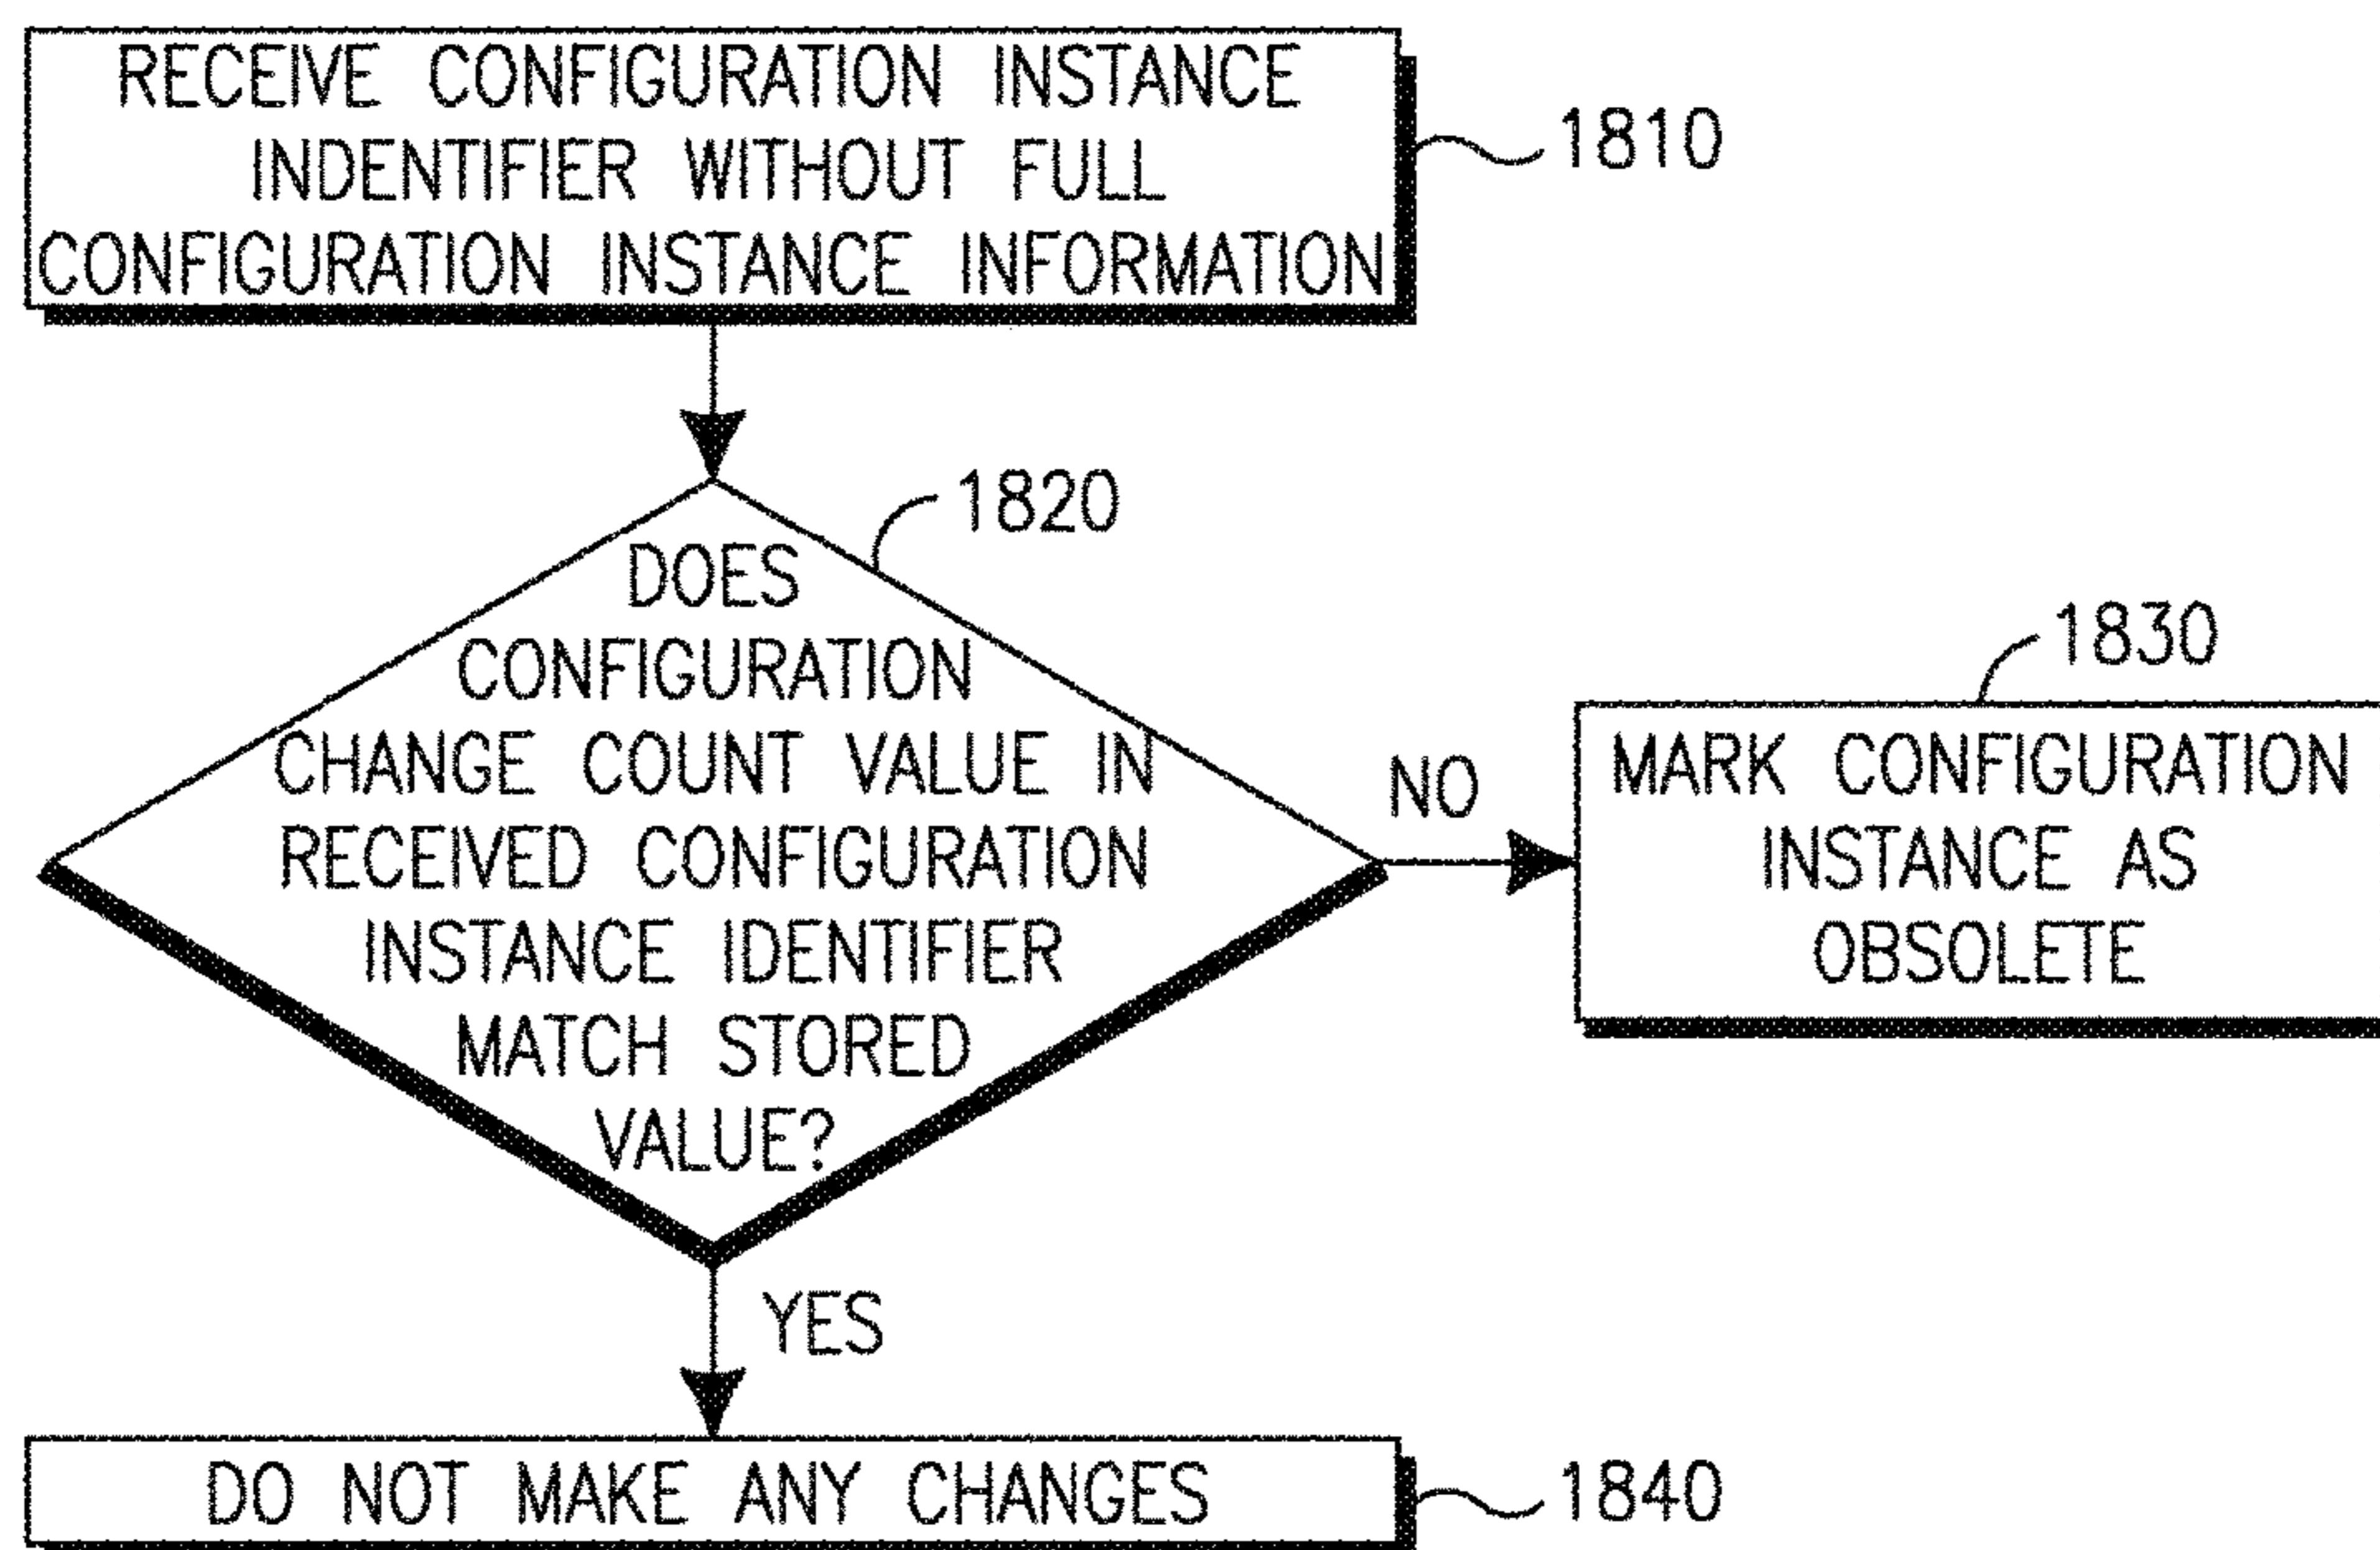 RECEIVE CONFIGURATION INSTANCE
INDENTIFIER WITHOUT FULL
CONFIGURATION INSTANCE INFORMATION
1810
1820
DOES
CONFIGURATION
CHANGE COUNT VALUE IN
RECEIVED CONFIGURATION
INSTANCE IDENTIFIER
MATCH STORED
VALUE?
NO
1830
MARK CONFIGURATION
INSTANCE AS
OBSOLETE
YES
DO NOT MAKE ANY CHANGES
1840